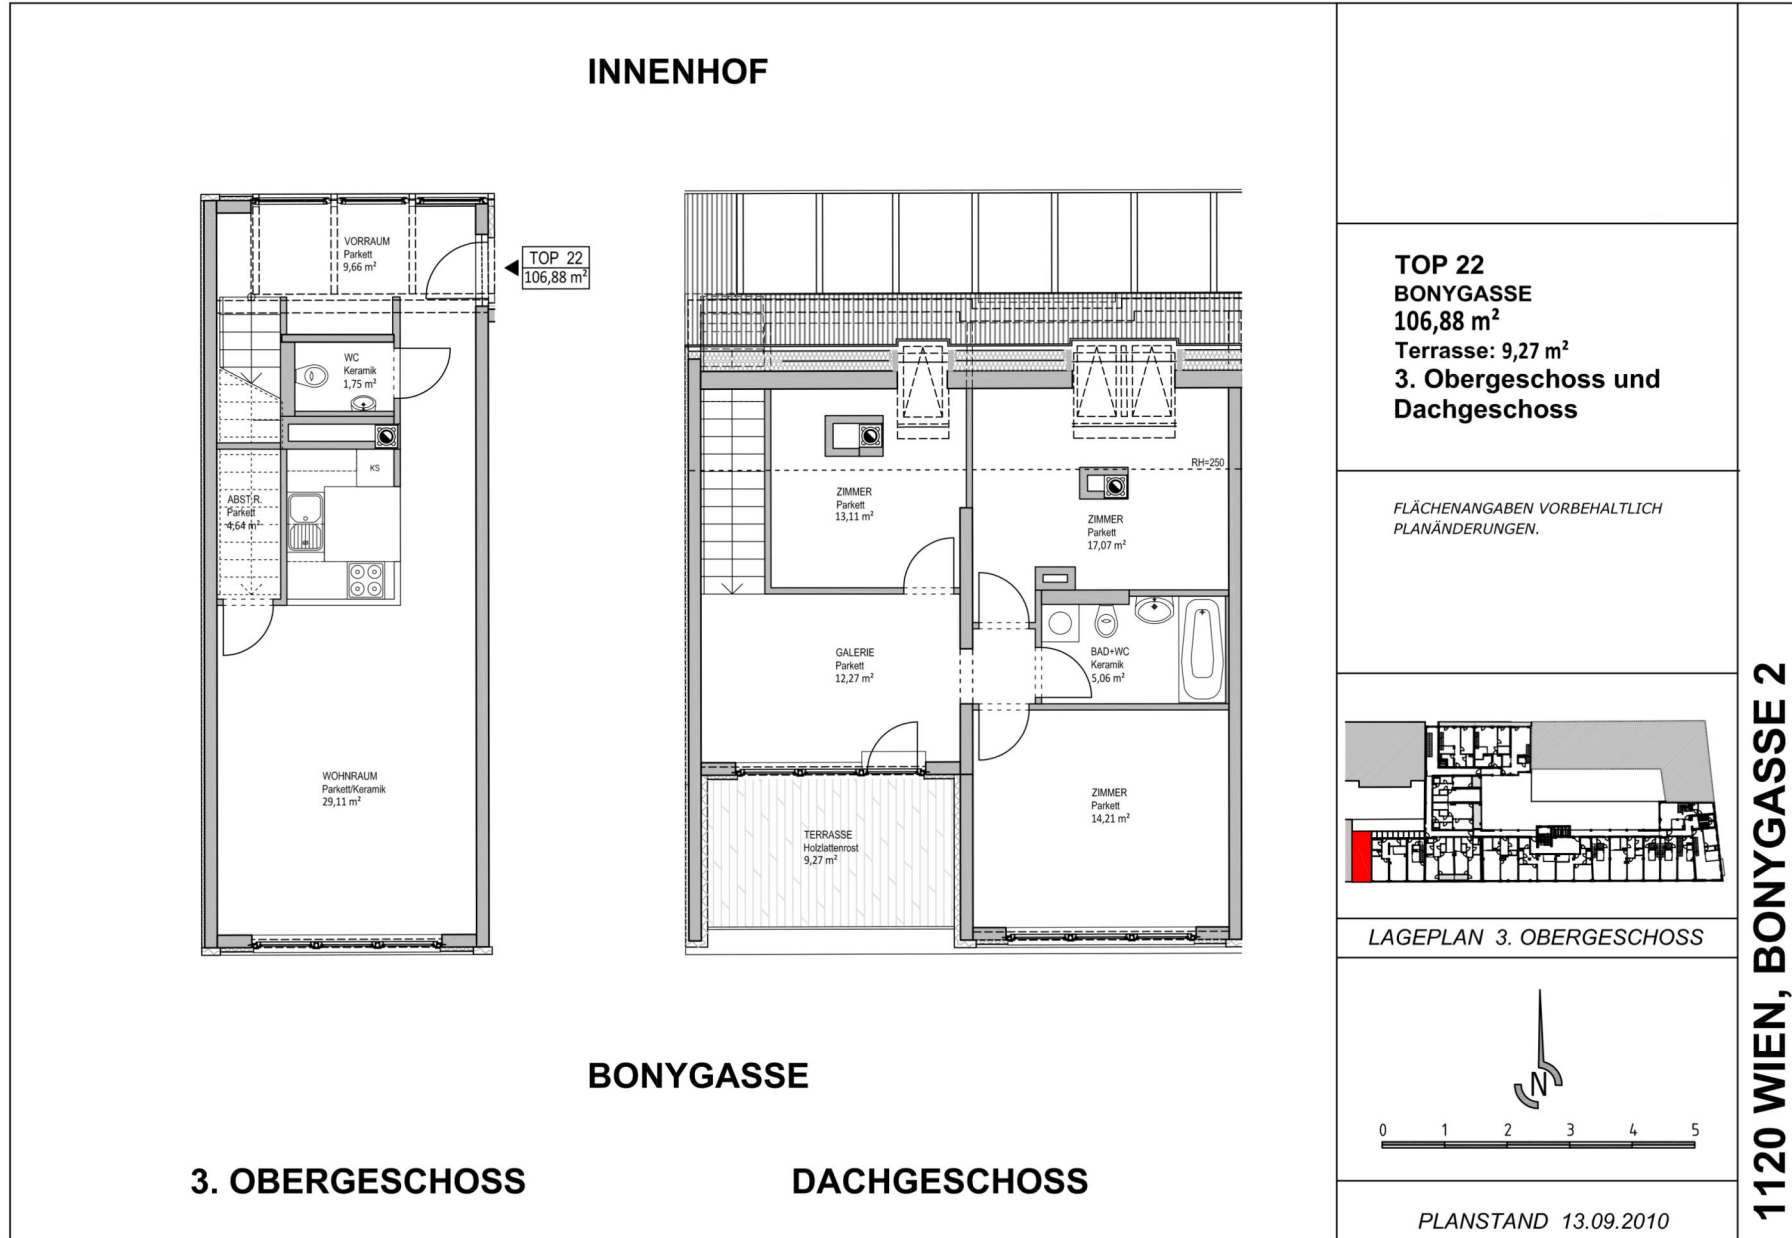 INNENHOF
VORRAUM
Parkett
9,66 m²
TOP 22
106,88 m²
WC
Keramik
1,75 m²
KS
ABST.R.
Parkett
4,64 m²
WOHNRAUM
Parkett/Keramik
29,11 m²
ZIMMER
Parkett
13,11 m²
RH=250
ZIMMER
Parkett
17,07 m²
GALERIE
Parkett
12,27 m²
BAD+WC
Keramik
5,06 m²
TERRASSE
Holzlattenrost
9,27 m²
ZIMMER
Parkett
14,21 m²
BONYGASSE
3. OBERGESCHOSS
DACHGESCHOSS
TOP 22
BONYGASSE
106,88 m²
Terrasse: 9,27 m²
3. Obergeschoss und
Dachgeschoss
FLÄCHENANGABEN VORBEHALTLICH
PLANÄNDERUNGEN.
LAGEPLAN 3. OBERGESCHOSS
N
0 1 2 3 4 5
PLANSTAND 13.09.2010
1120 WIEN, BONYGASSE 2